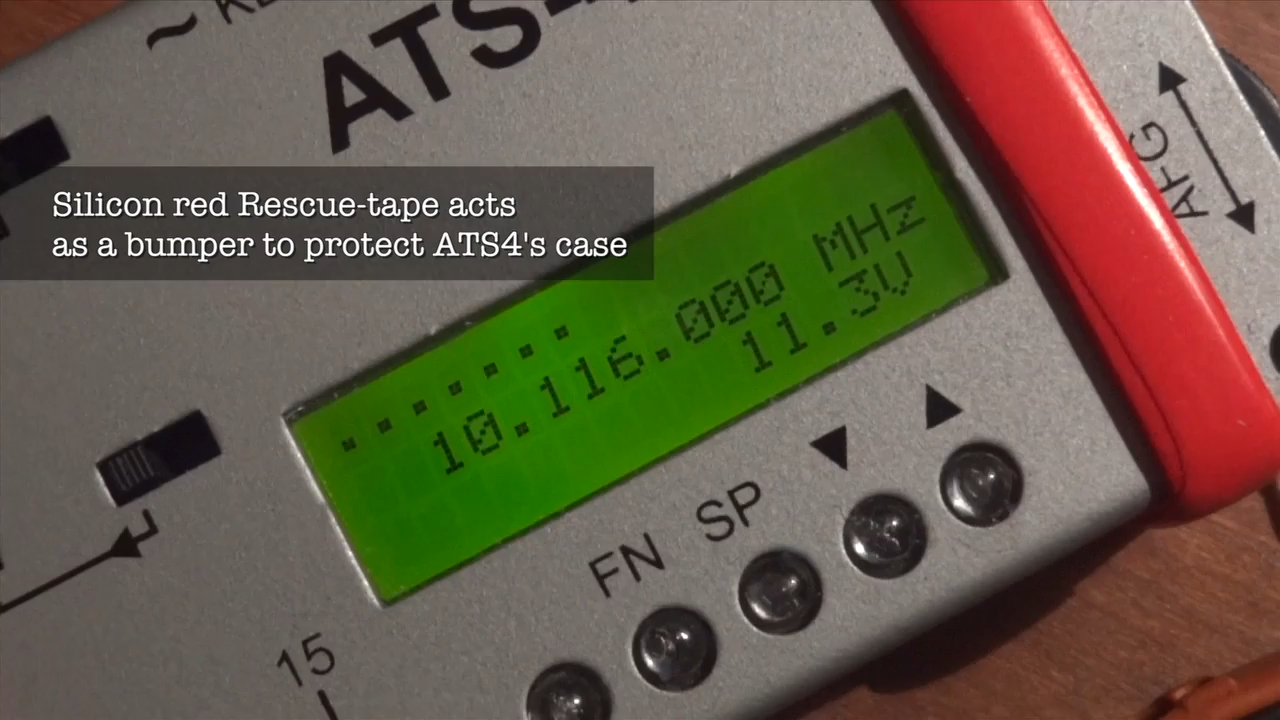 ATS4
Silicon red Rescue-tape acts
as a bumper to protect ATS4's case
AFG
.......
10.116.000 MHz
11.3V
FN SP
15